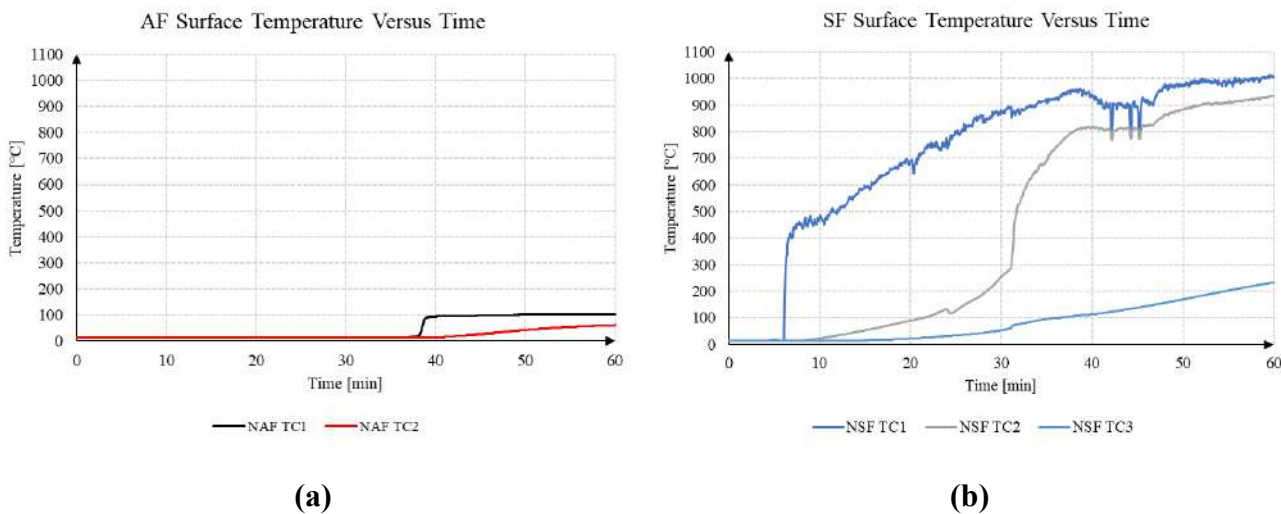 AF Surface Temperature Versus Time
1100
1000
900
800
700
600
500
400
300
200
100
0
Temperature [°C]
0 10 20 30 40 50 60
Time [min]
NAF TC1 NAF TC2
(a)
SF Surface Temperature Versus Time
1100
1000
900
800
700
600
500
400
300
200
100
0
Temperature [°C]
0 10 20 30 40 50 60
Time [min]
NSF TC1 NSF TC2 NSF TC3
(b)